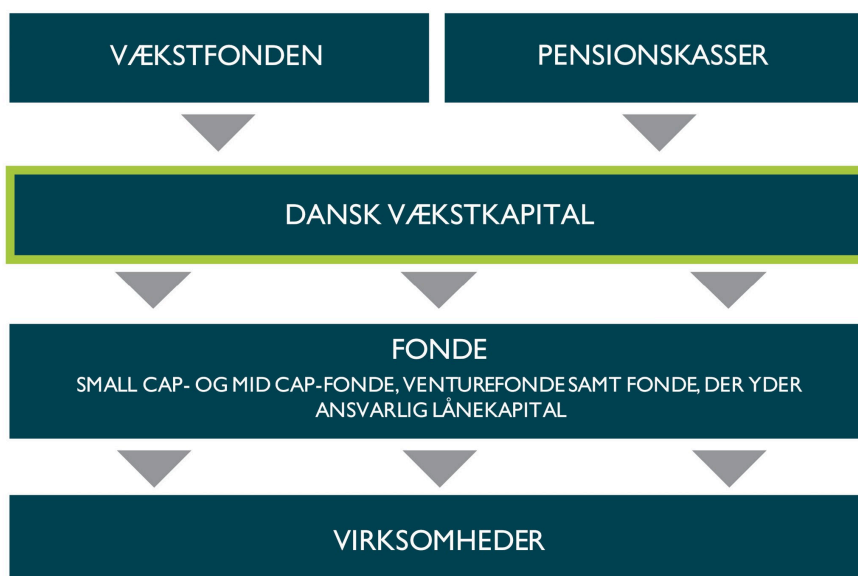 VÆKSTFONDEN
PENSIONSKASSER
DANSK VÆKSTKAPITAL
FONDE
SMALL CAP- OG MID CAP-FONDE, VENTUREFONDE SAMT FONDE, DER YDER
ANSVARLIG LÅNEKAPITAL
VIRKSOMHEDER